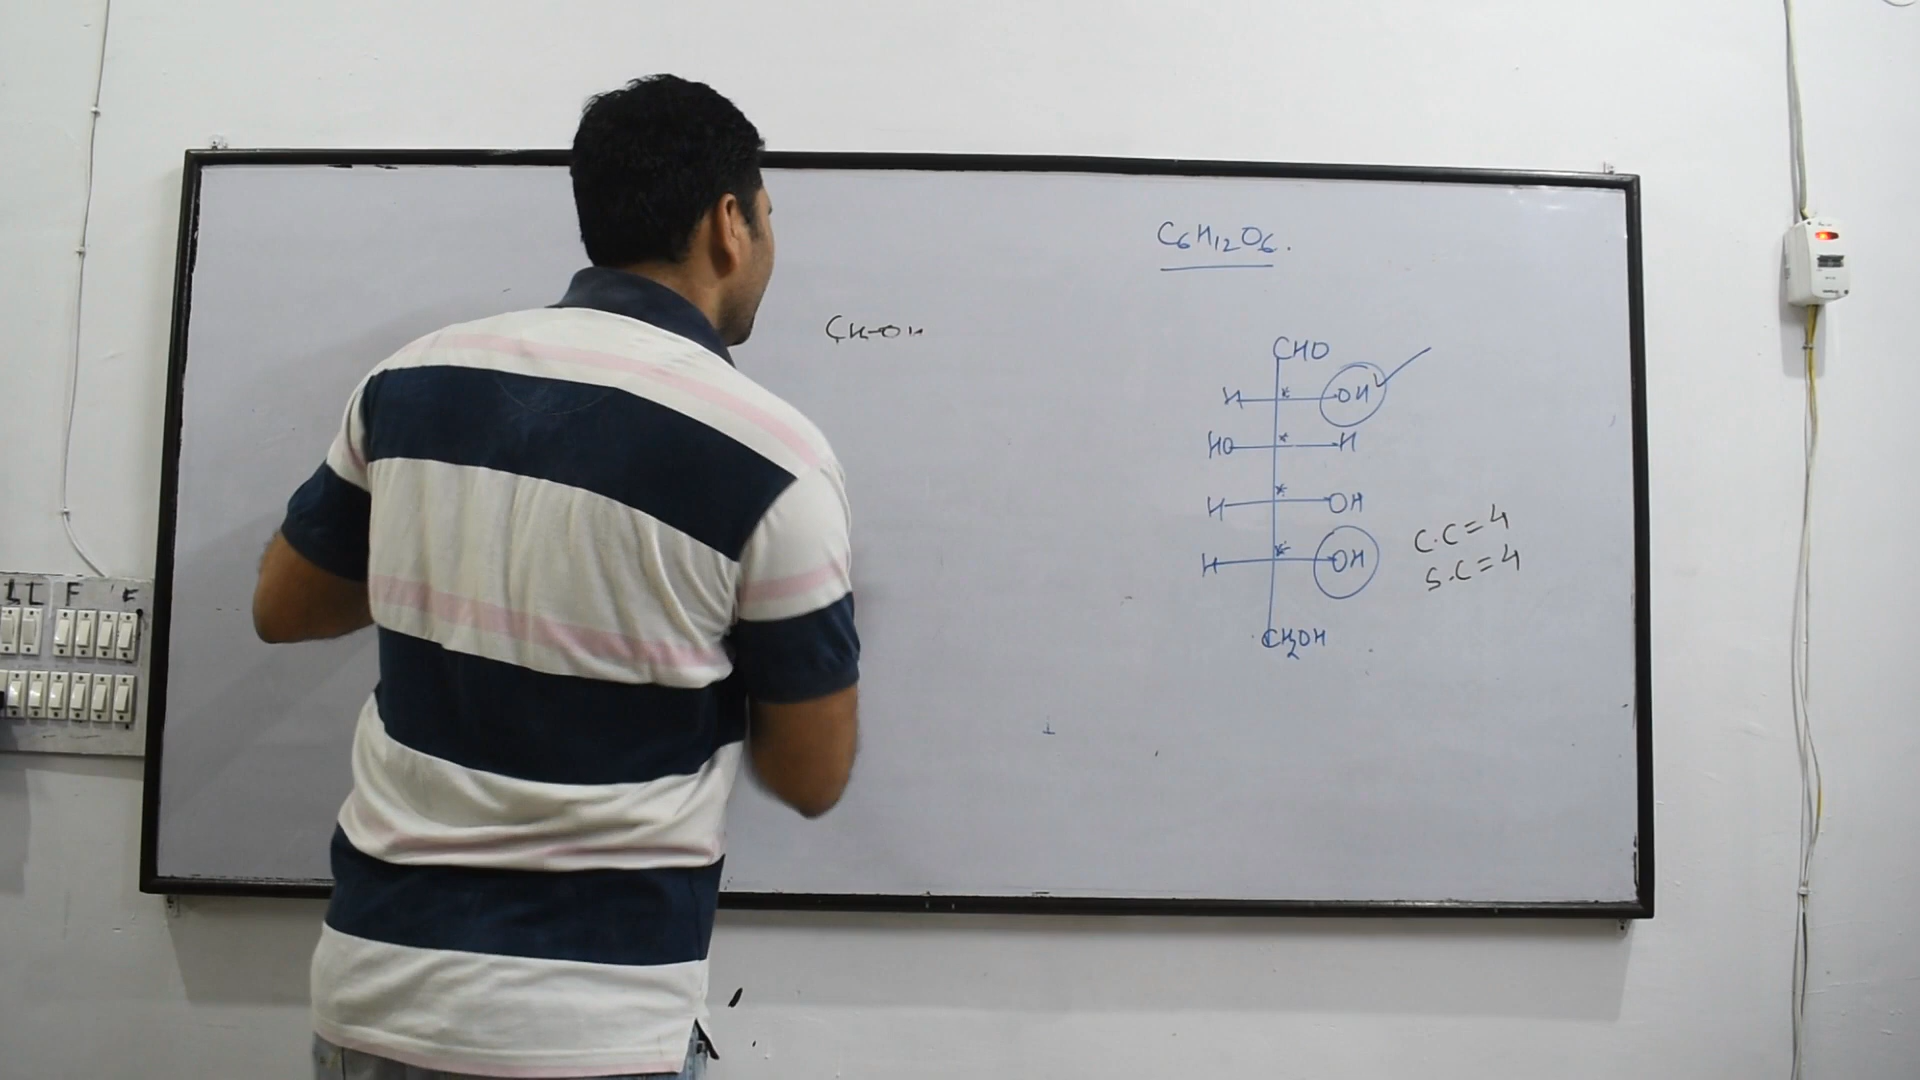 C6H12O6.
CH2OH
CHO
H * OH
HO * H
H * OH
H * OH
CH2OH
C.C=4
S.C=4
F F